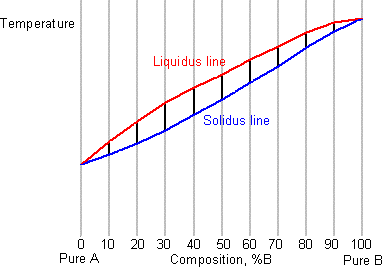 Temperature
Liquidus line
Solidus line
0 10 20 30 40 50 60 70 80 90 100
Pure A Composition, %B Pure B